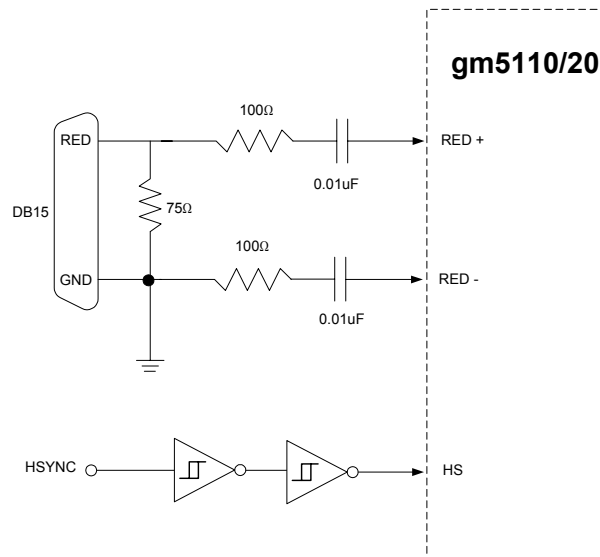 gm5110/20
100Ω
RED
RED +
0.01uF
75Ω
DB15
100Ω
GND
RED -
0.01uF
HSYNC
HS